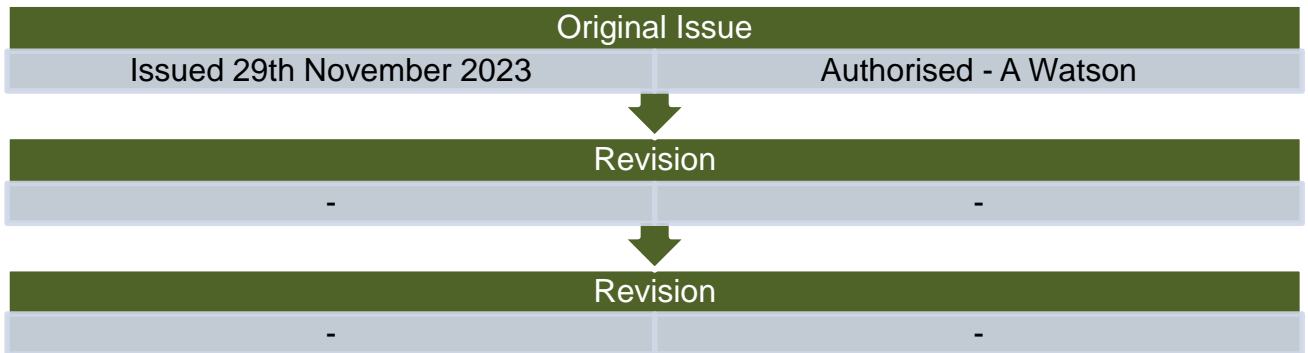 Original Issue
Issued 29th November 2023 Authorised - A Watson
Revision
- -
Revision
- -